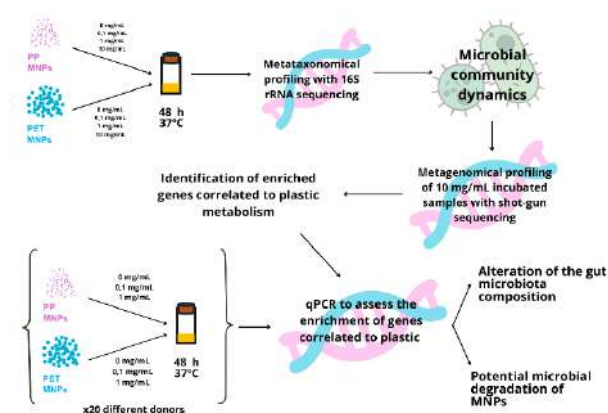 0 mg/mL
0,1 mg/mL
1 mg/mL
10 mg/mL
PP
MNPs
0 mg/mL
0,1 mg/mL
1 mg/mL
10 mg/mL
PET
MNPs
48 h
37°C
Metataxonomical
profiling with 16S
rRNA sequencing
Microbial
community
dynamics
Metagenomical profiling
of 10 mg/mL incubated
samples with shot-gun
sequencing
Identification of enriched
genes correlated to plastic
metabolism
PP
MNPs
0 mg/mL
0,1 mg/mL
1 mg/mL
PET
MNPs
0 mg/mL
0,1 mg/mL
1 mg/mL
48 h
37°C
x20 different donors
qPCR to assess the
enrichment of genes
correlated to plastic
Alteration of the gut
microbiota
composition
Potential microbial
degradation of
MNPs